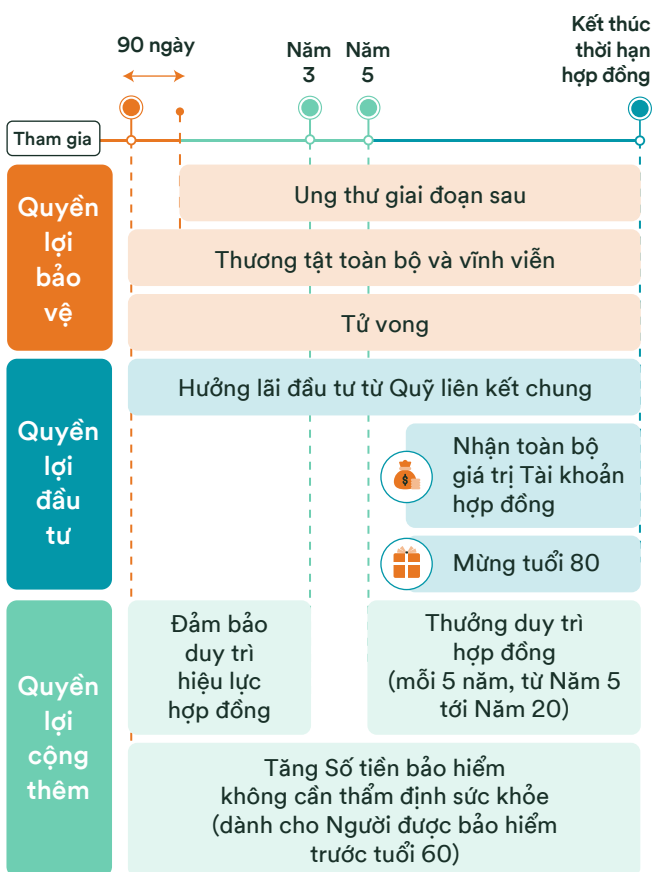 90 ngày
Năm
3
Năm
5
Kết thúc
thời hạn
hợp đồng
Tham gia
Quyền
lợi
bảo
vệ
Ung thư giai đoạn sau
Thương tật toàn bộ và vĩnh viễn
Tử vong
Quyền
lợi
đầu
tư
Hưởng lãi đầu tư từ Quỹ liên kết chung
Nhận toàn bộ
giá trị Tài khoản
hợp đồng
$
Mừng tuổi 80
Quyền
lợi
cộng
thêm
Đảm bảo
duy trì
hiệu lực
hợp đồng
Thưởng duy trì
hợp đồng
(mỗi 5 năm, từ Năm 5
tới Năm 20)
Tăng Số tiền bảo hiểm
không cần thẩm định sức khỏe
(dành cho Người được bảo hiểm
trước tuổi 60)